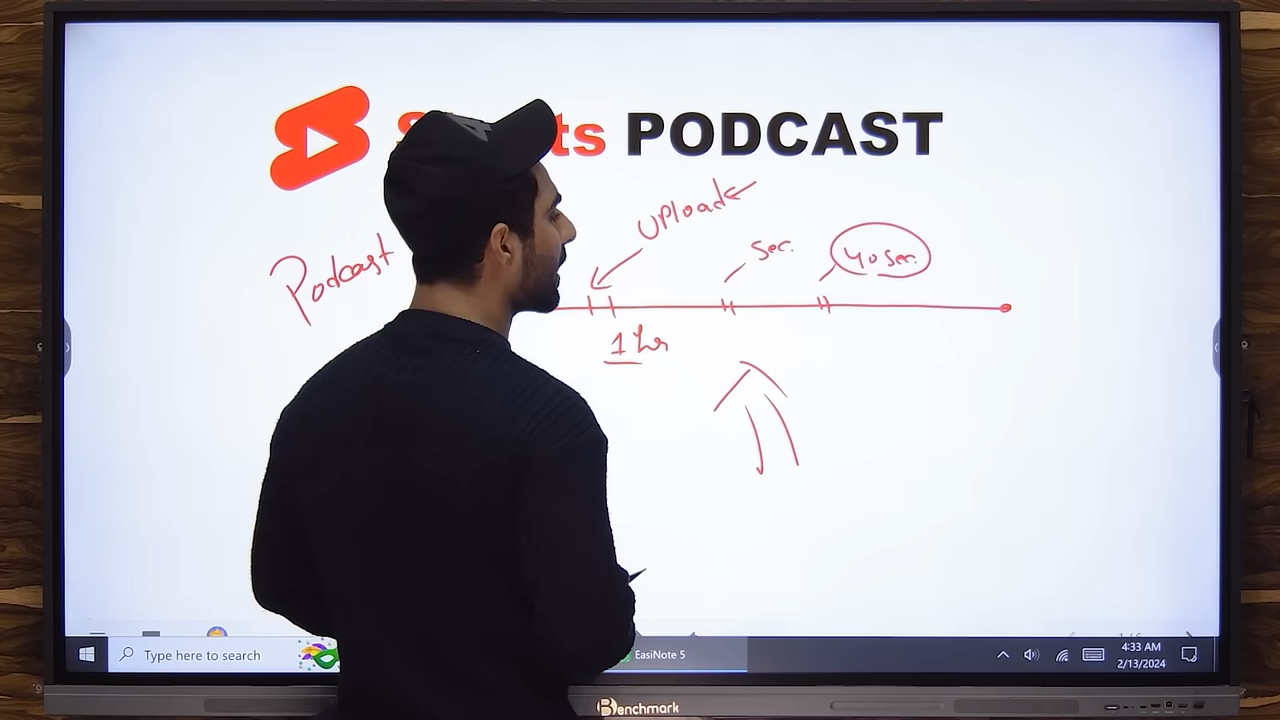 Shorts PODCAST
Podcast
Upload
Sec.
40 Sec.
1 hr
Type here to search
EasiNote 5
4:33 AM
2/13/2024
Benchmark